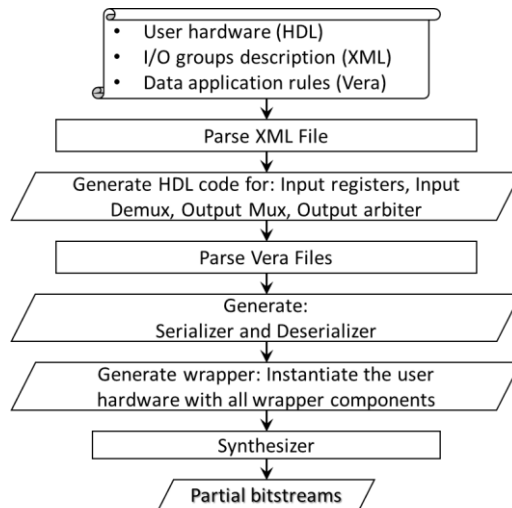 • User hardware (HDL)
• I/O groups description (XML)
• Data application rules (Vera)
Parse XML File
Generate HDL code for: Input registers, Input
Demux, Output Mux, Output arbiter
Parse Vera Files
Generate:
Serializer and Deserializer
Generate wrapper: Instantiate the user
hardware with all wrapper components
Synthesizer
Partial bitstreams